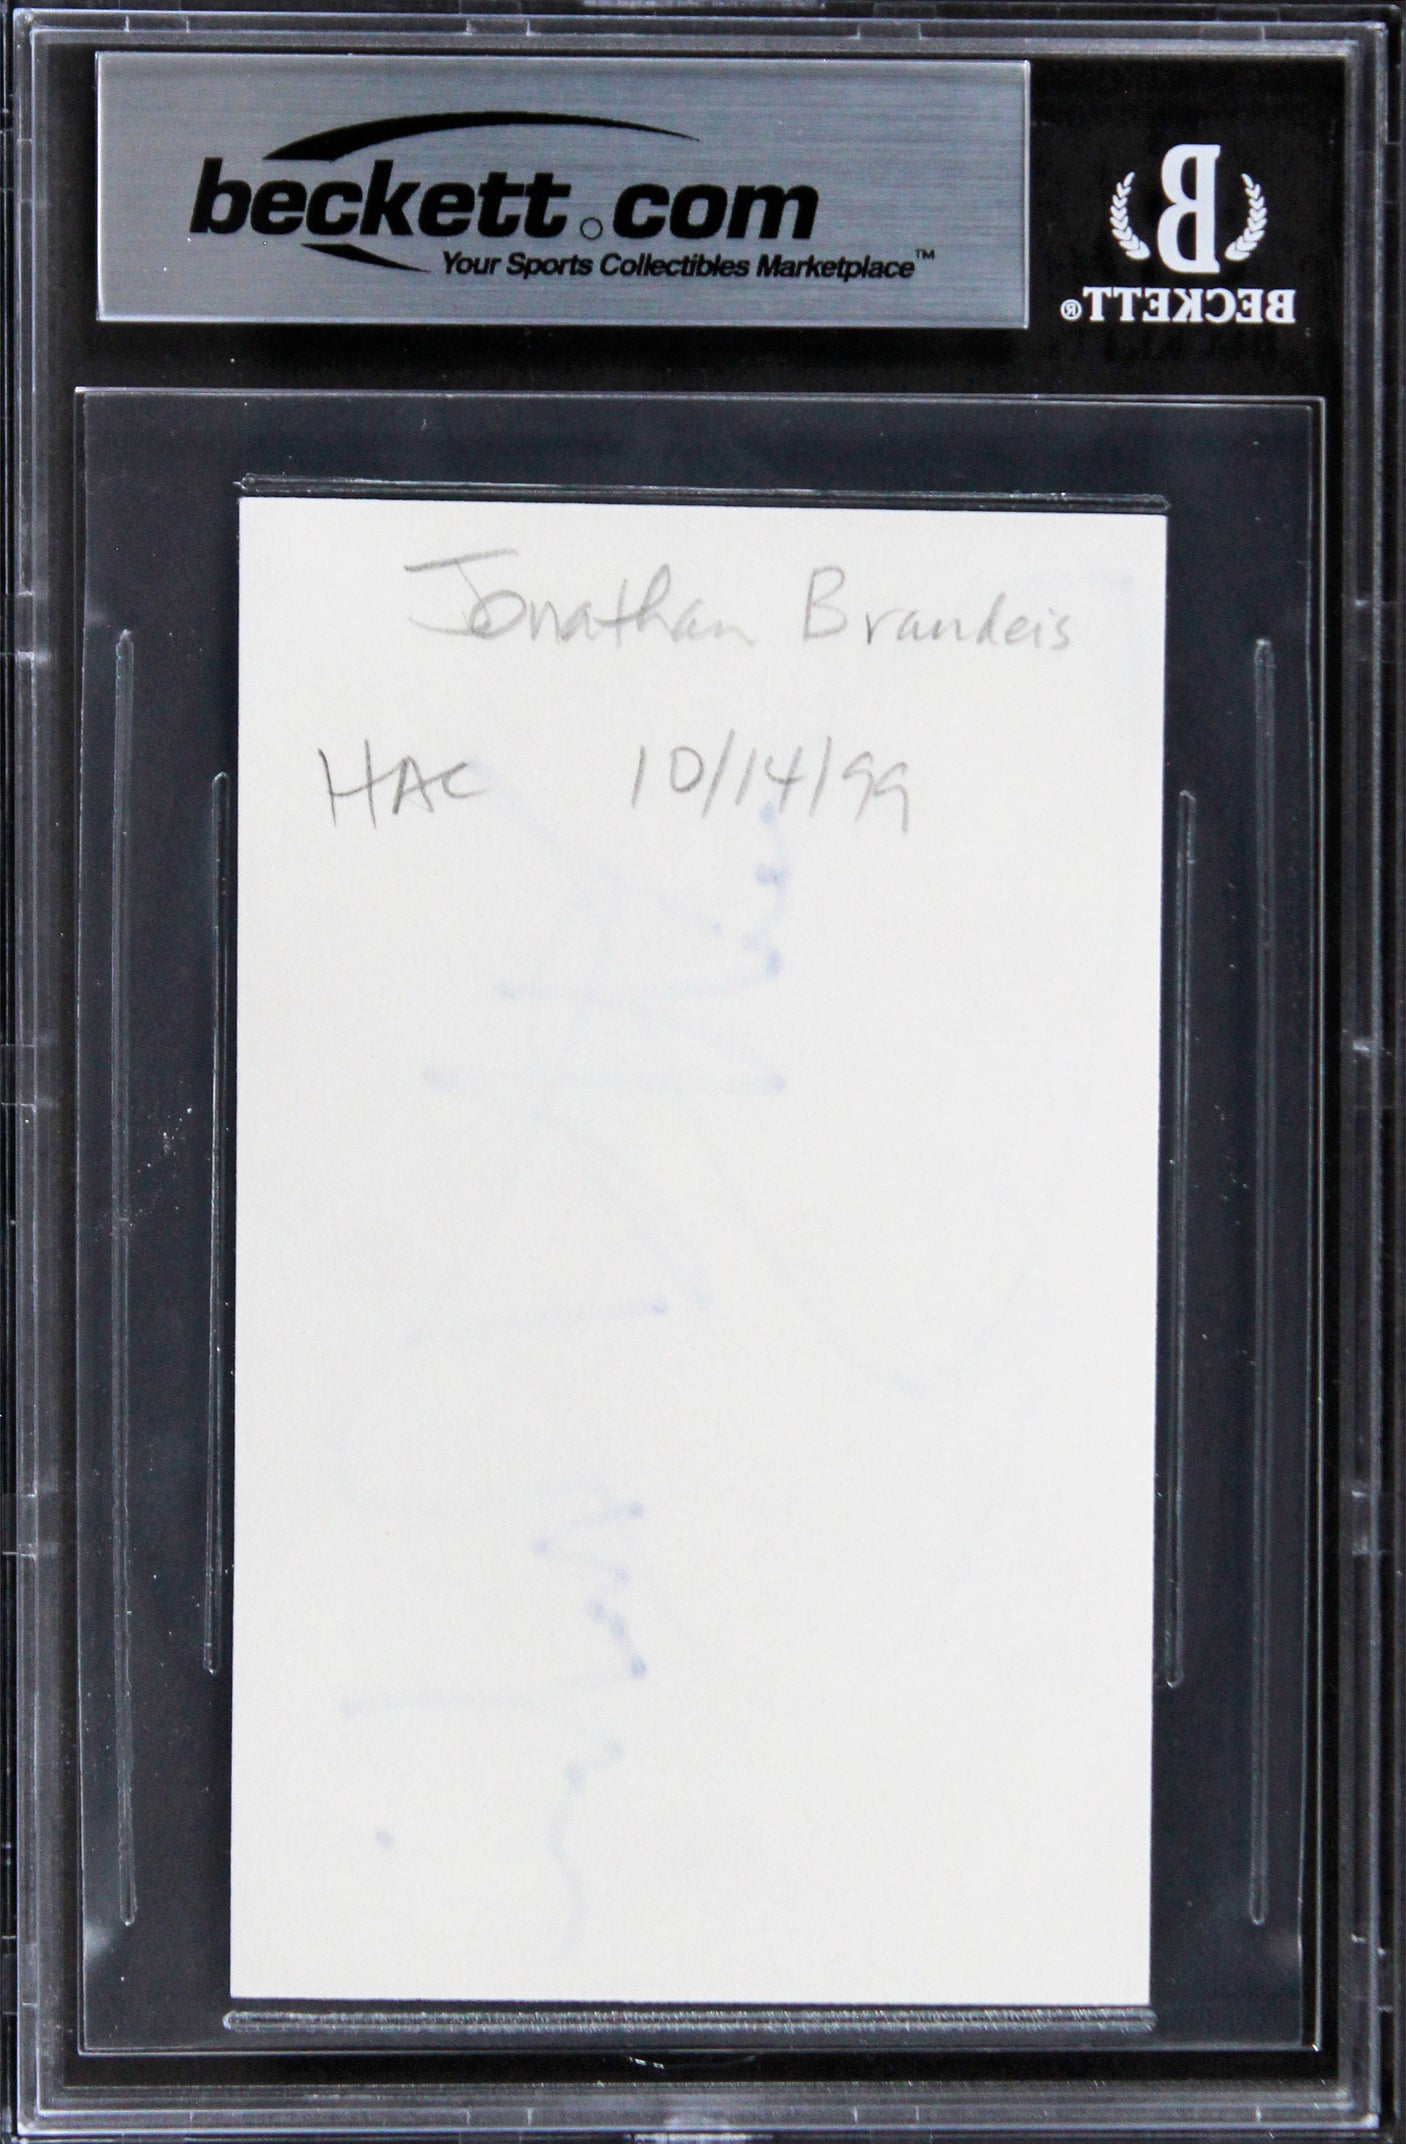 beckett.com
Your Sports Collectibles Marketplace™
B
BECKETT®
Jonathan Brandeis
HAC 10/14/99